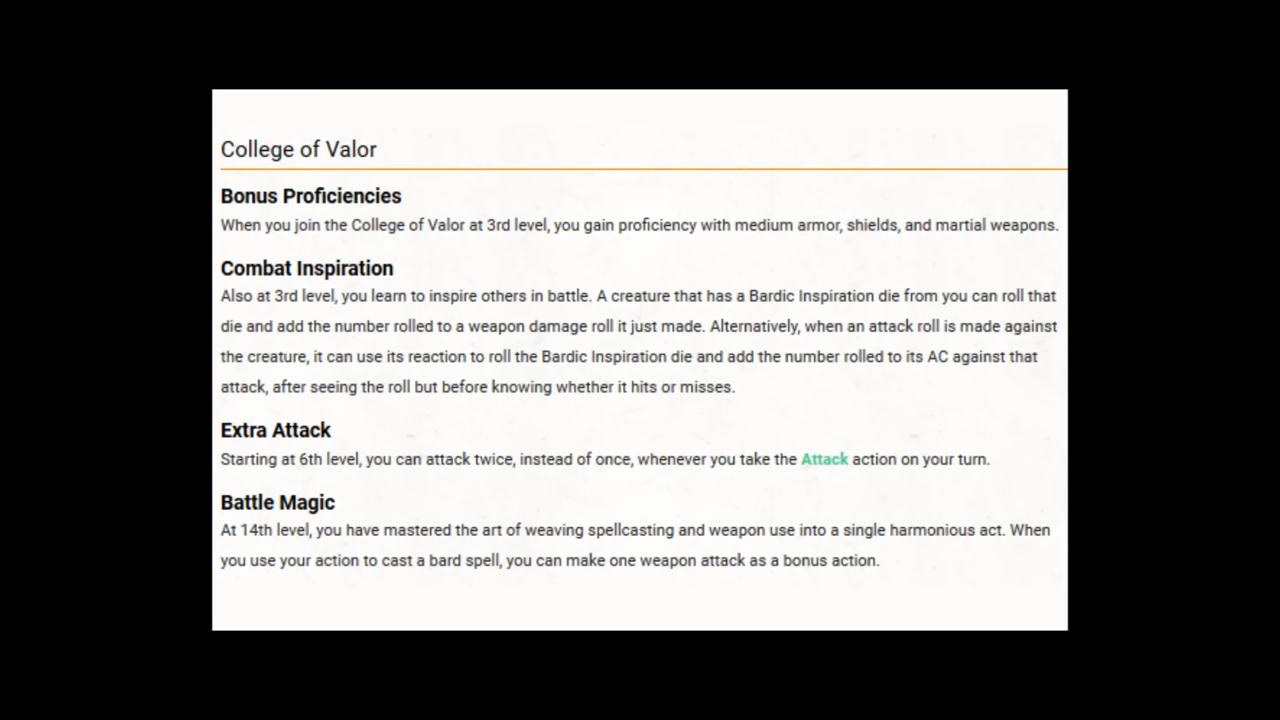 College of Valor
Bonus Proficiencies
When you join the College of Valor at 3rd level, you gain proficiency with medium armor, shields, and martial weapons.
Combat Inspiration
Also at 3rd level, you learn to inspire others in battle. A creature that has a Bardic Inspiration die from you can roll that
die and add the number rolled to a weapon damage roll it just made. Alternatively, when an attack roll is made against
the creature, it can use its reaction to roll the Bardic Inspiration die and add the number rolled to its AC against that
attack, after seeing the roll but before knowing whether it hits or misses.
Extra Attack
Starting at 6th level, you can attack twice, instead of once, whenever you take the Attack action on your turn.
Battle Magic
At 14th level, you have mastered the art of weaving spellcasting and weapon use into a single harmonious act. When
you use your action to cast a bard spell, you can make one weapon attack as a bonus action.